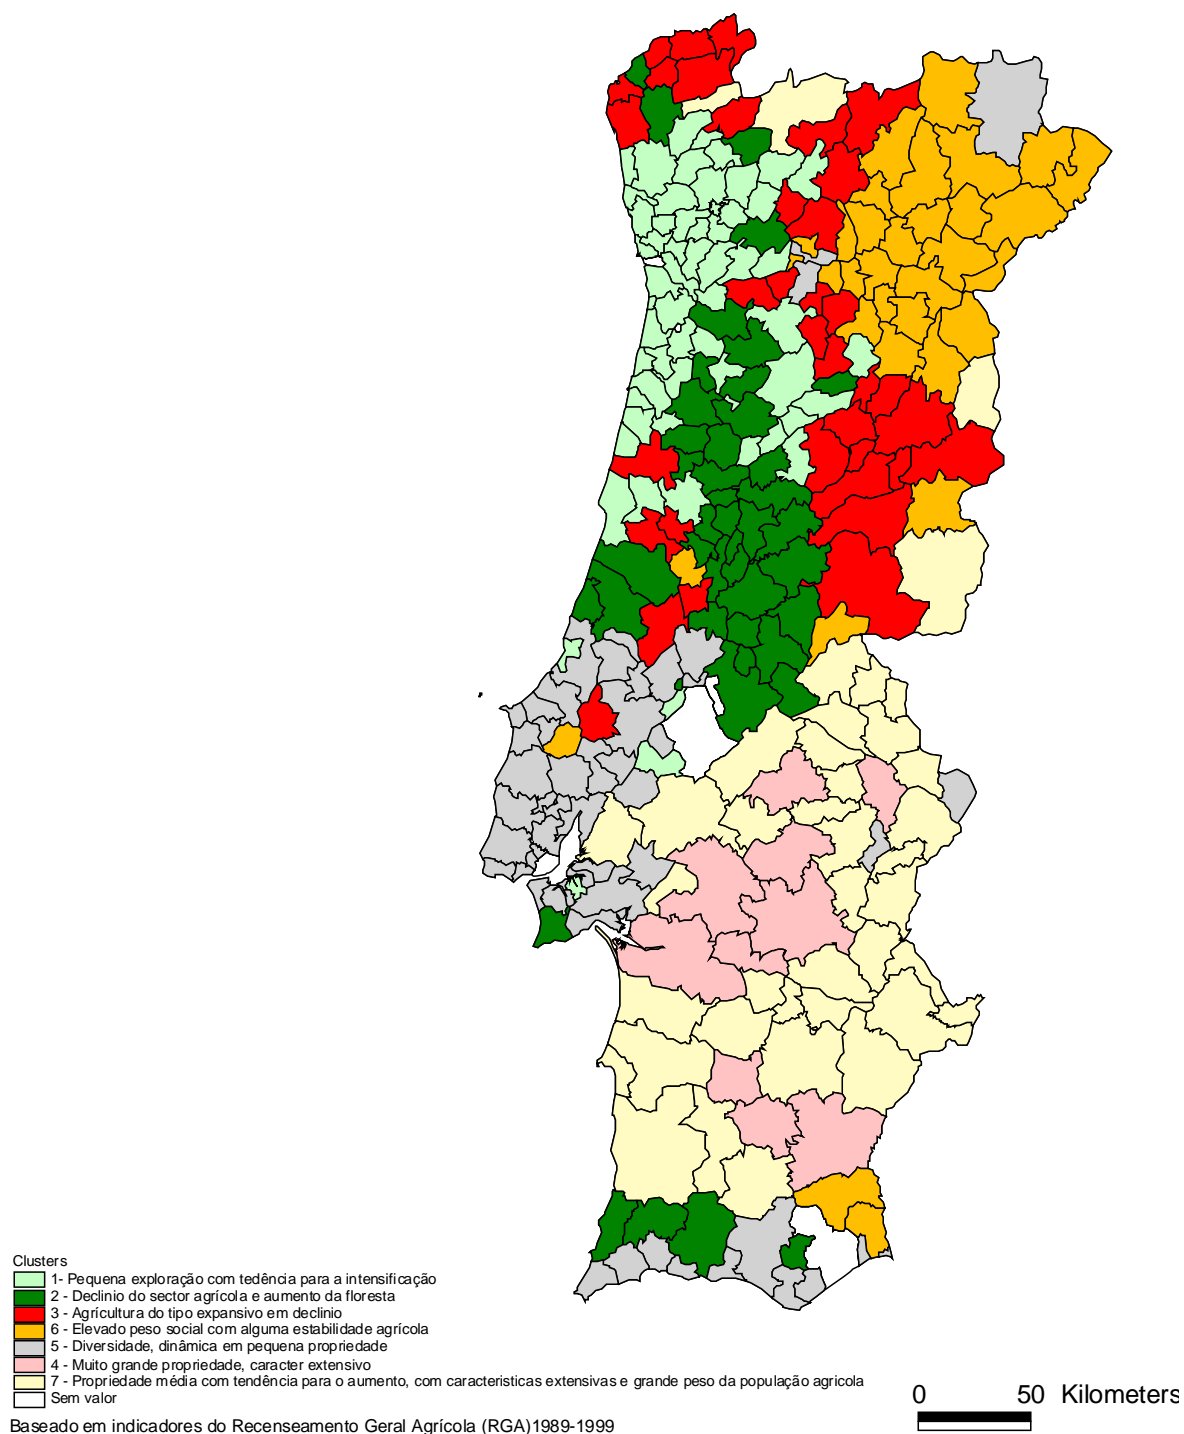 Clusters
1- Pequena exploração com tedência para a intensificação
2 - Declinio do sector agrícola e aumento da floresta
3 - Agrícultura do tipo expansivo em declinio
6 - Elevado peso social com alguma estabilidade agrícola
5 - Diversidade, dinâmica em pequena propriedade
4 - Muito grande propriedade, caracter extensivo
7 - Propriedade média com tendência para o aumento, com caracteristicas extensivas e grande peso da população agricola
Sem valor
0 50 Kilometers
Baseado em indicadores do Recenseamento Geral Agrícola (RGA)1989-1999